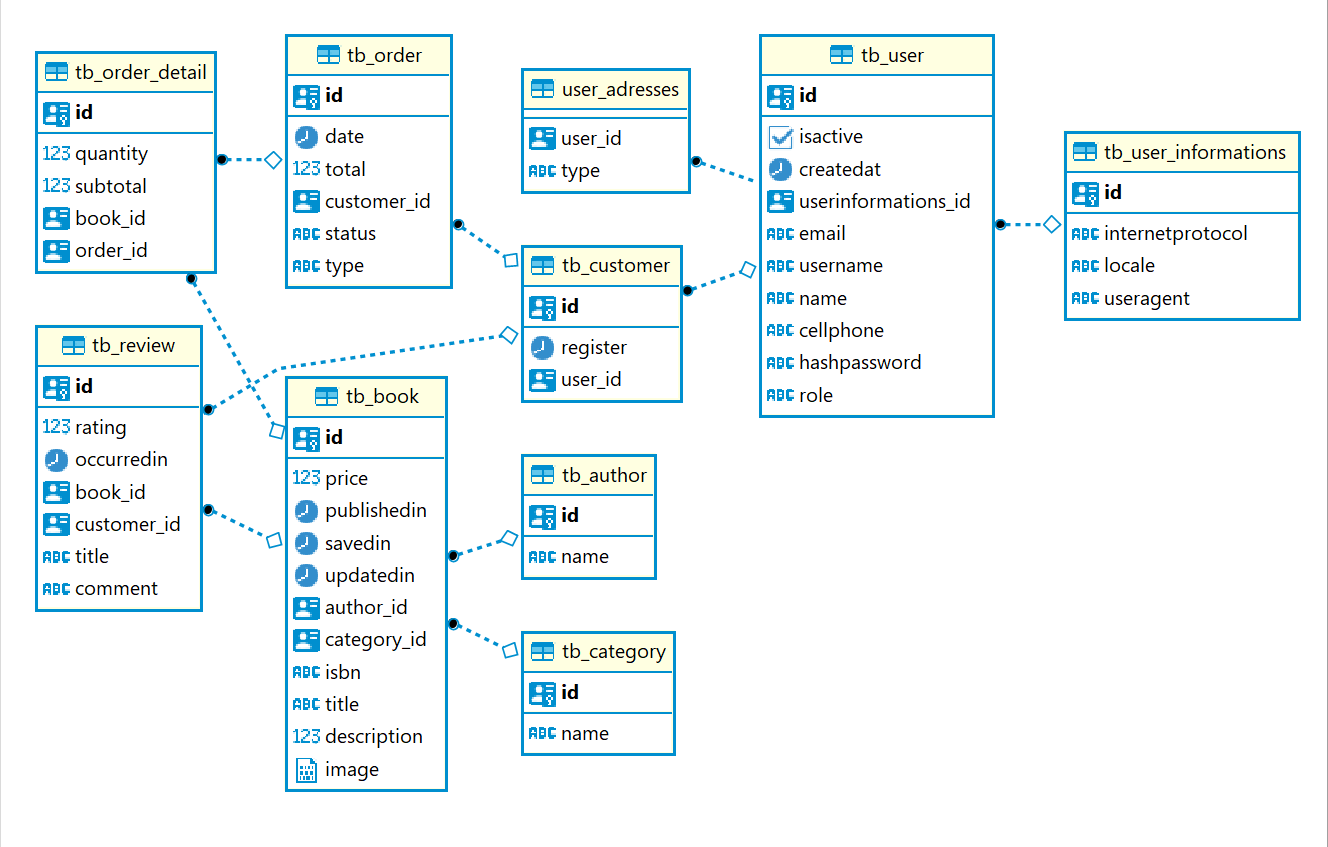 tb_order_detail
id
123 quantity
123 subtotal
book_id
order_id
tb_order
id
date
123 total
customer_id
ABC status
ABC type
user_adresses
user_id
ABC type
tb_user
id
isactive
createdat
userinformations_id
ABC email
ABC username
ABC name
ABC cellphone
ABC hashpassword
ABC role
tb_user_informations
id
ABC internetprotocol
ABC locale
ABC useragent
tb_customer
id
register
user_id
tb_review
id
123 rating
occurredin
book_id
customer_id
ABC title
ABC comment
tb_book
id
123 price
publishedin
savedin
updatedin
author_id
category_id
ABC isbn
ABC title
123 description
image
tb_author
id
ABC name
tb_category
id
ABC name